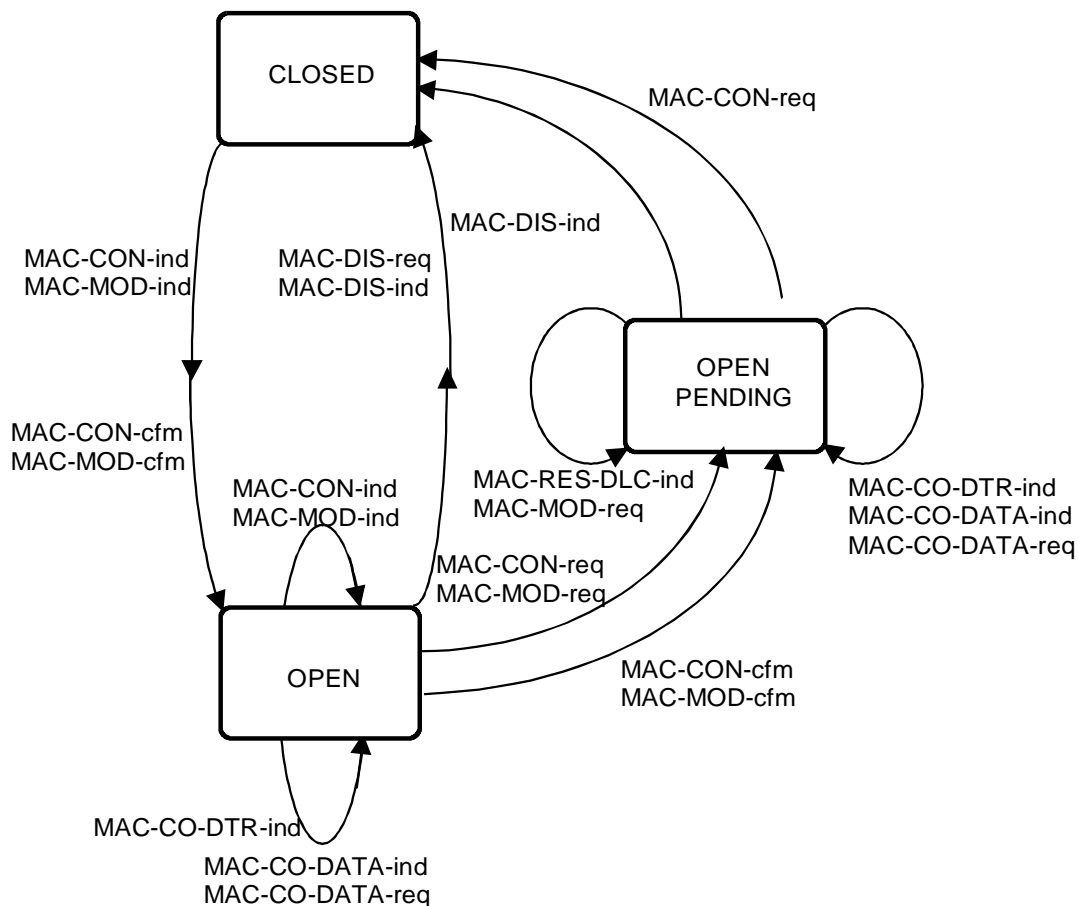 CLOSED
MAC-CON-req
MAC-DIS-ind
MAC-CON-ind
MAC-MOD-ind
MAC-DIS-req
MAC-DIS-ind
OPEN
PENDING
MAC-CON-cfm
MAC-MOD-cfm
MAC-CON-ind
MAC-MOD-ind
MAC-RES-DLC-ind
MAC-MOD-req
MAC-CO-DTR-ind
MAC-CO-DATA-ind
MAC-CO-DATA-req
MAC-CON-req
MAC-MOD-req
OPEN
MAC-CON-cfm
MAC-MOD-cfm
MAC-CO-DTR-ind
MAC-CO-DATA-ind
MAC-CO-DATA-req